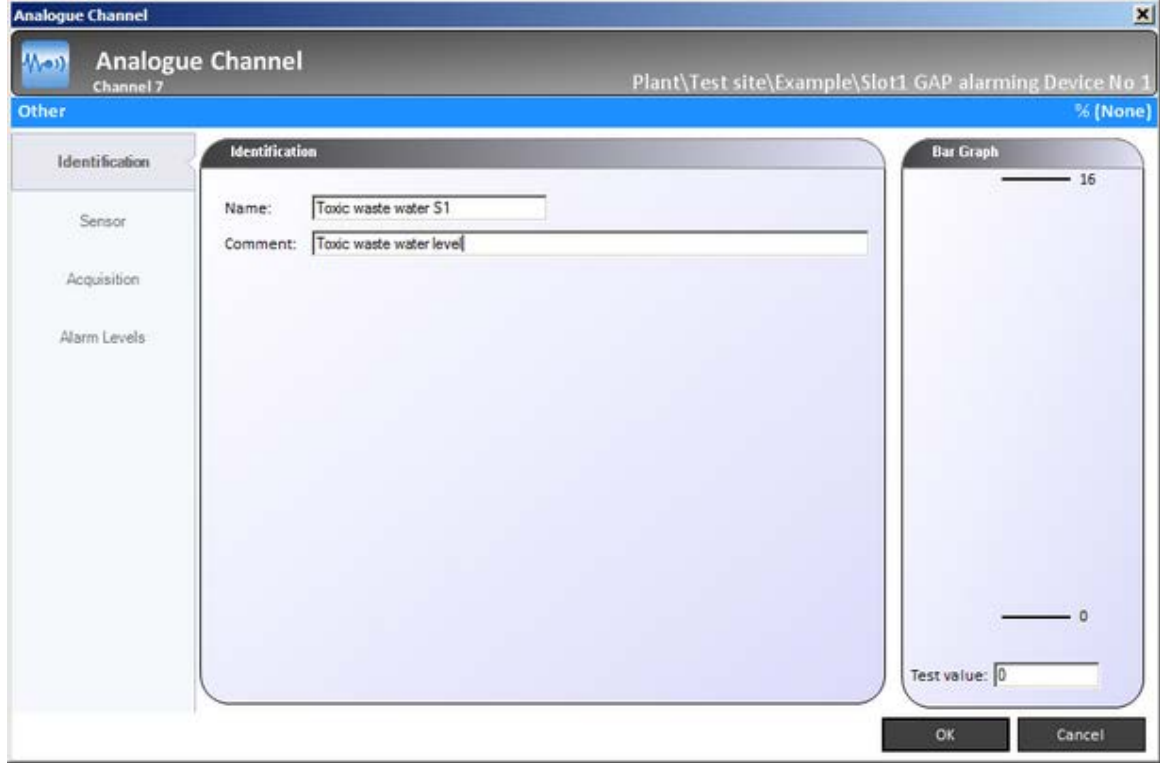 Analogue Channel
Analogue Channel
Channel 7
Plant\Test site\Example\Slot1 GAP alarming Device No 1
Other
% (None)
Identification
Sensor
Acquisition
Alarm Levels
Identification
Name: Toxic waste water S1
Comment: Toxic waste water level
Bar Graph
16
0
Test value: 0
OK
Cancel